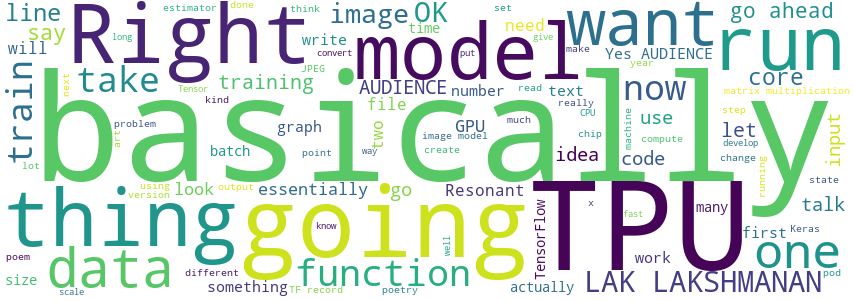 line Right image OK need go ahead
estimator done think set
say long write time give Yes AUDIENCE
will convert JPEG put make want run
take training model year core
Tensor AUDIENCE read text now matrix multiplication
next kind file number really CPU step
train art problem graph two GPU much machine use let input
lot batch point image model chip code compute develop
way create idea change talk
basically
using look essentially go Resonant running state
version output
thing going know well TensorFlow TPU many first Keras
x one
poem data different function fast work pod
size something TF record poetry actually LAK LAKSHMANAN
scale